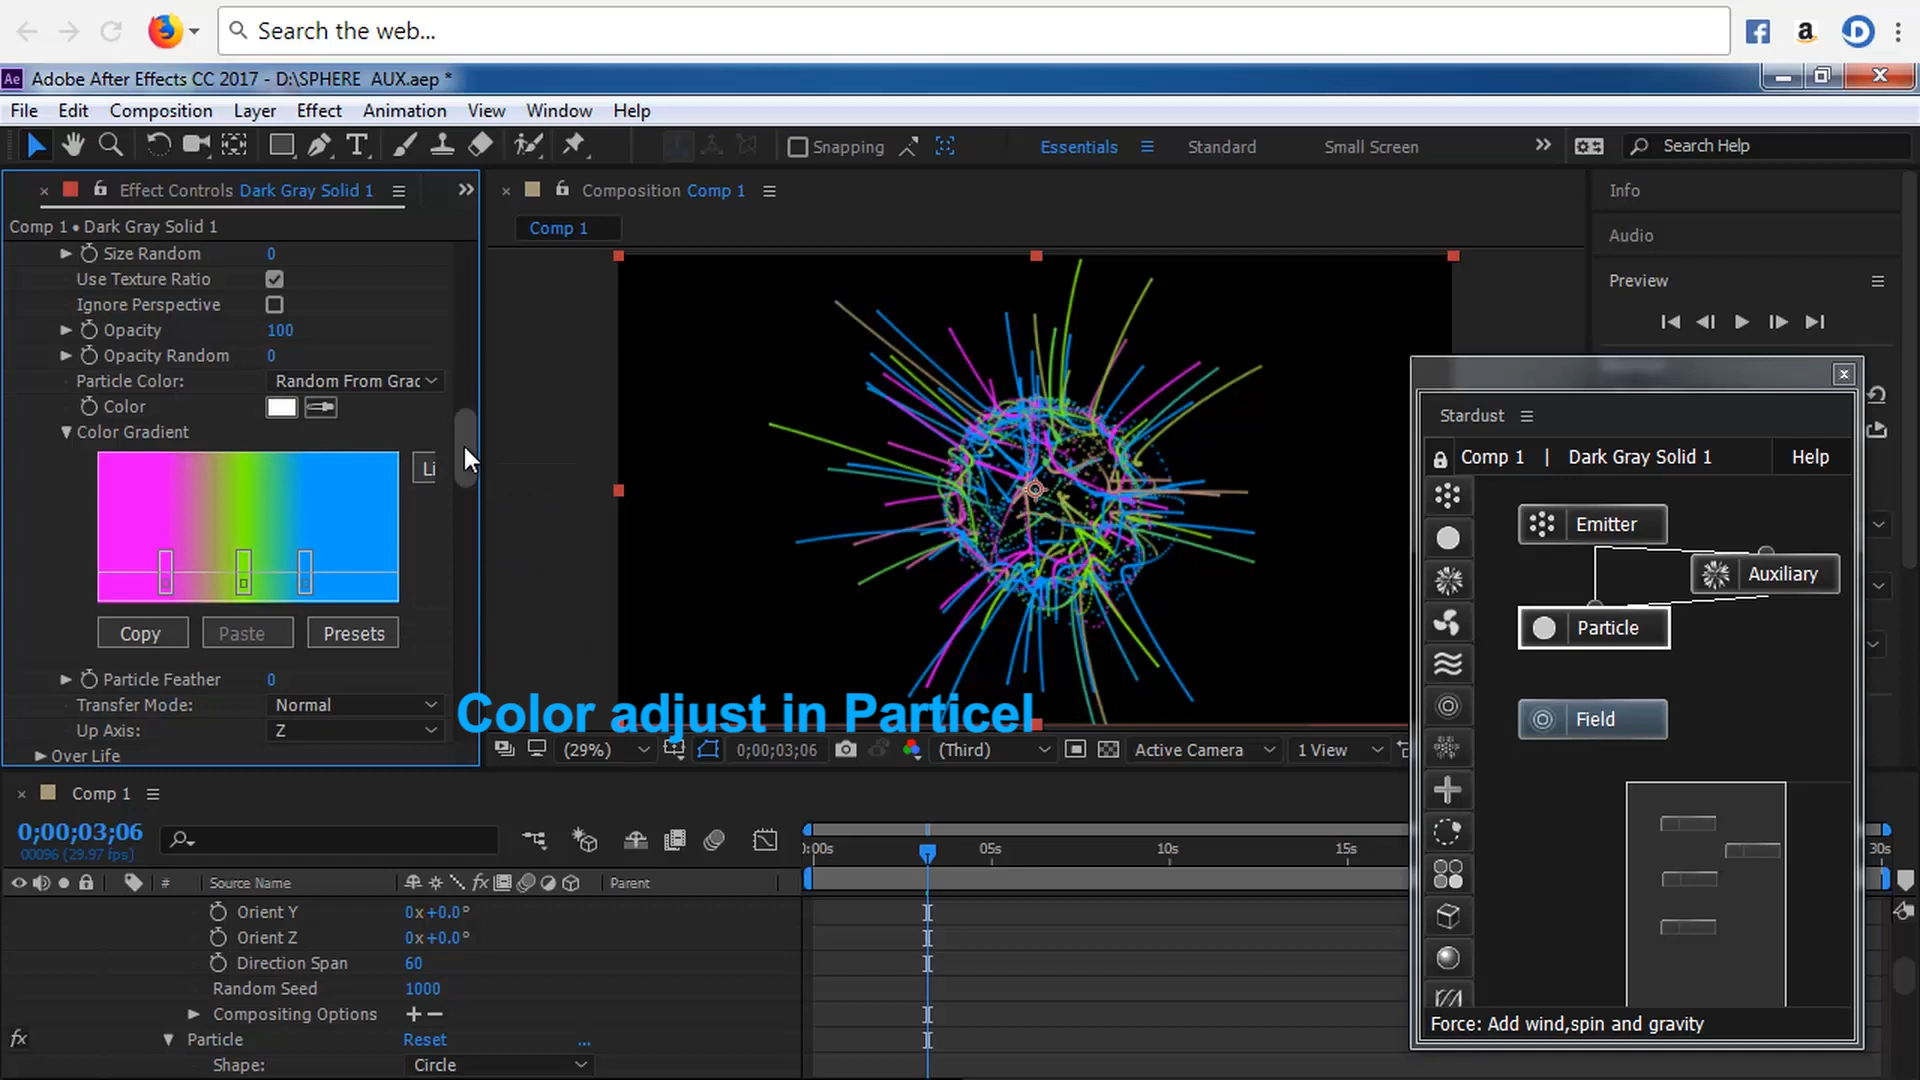 Search the web...
Adobe After Effects CC 2017 - D:\SPHERE AUX.aep *
File Edit Composition Layer Effect Animation View Window Help
Snapping
Essentials Standard Small Screen
Search Help
Effect Controls Dark Gray Solid 1
Comp 1 • Dark Gray Solid 1
Size Random 0
Use Texture Ratio
Ignore Perspective
Opacity 100
Opacity Random 0
Particle Color: Random From Grac
Color
Color Gradient
Li
Copy Paste Presets
Particle Feather 0
Transfer Mode: Normal
Up Axis: Z
Over Life
Composition Comp 1
Comp 1
Color adjust in Particel
(29%) 0;00;03;06 (Third) Active Camera 1 View
Info
Audio
Preview
Stardust
Comp 1 | Dark Gray Solid 1 Help
Emitter
Auxiliary
Particle
Field
Force: Add wind,spin and gravity
Comp 1
0;00;03;06
00096 (29.97 fps)
):00s 05s 10s 15s 30s
# Source Name fx Parent
Orient Y 0x+0.0°
Orient Z 0x+0.0°
Direction Span 60
Random Seed 1000
Compositing Options + −
fx Particle Reset ...
Shape: Circle